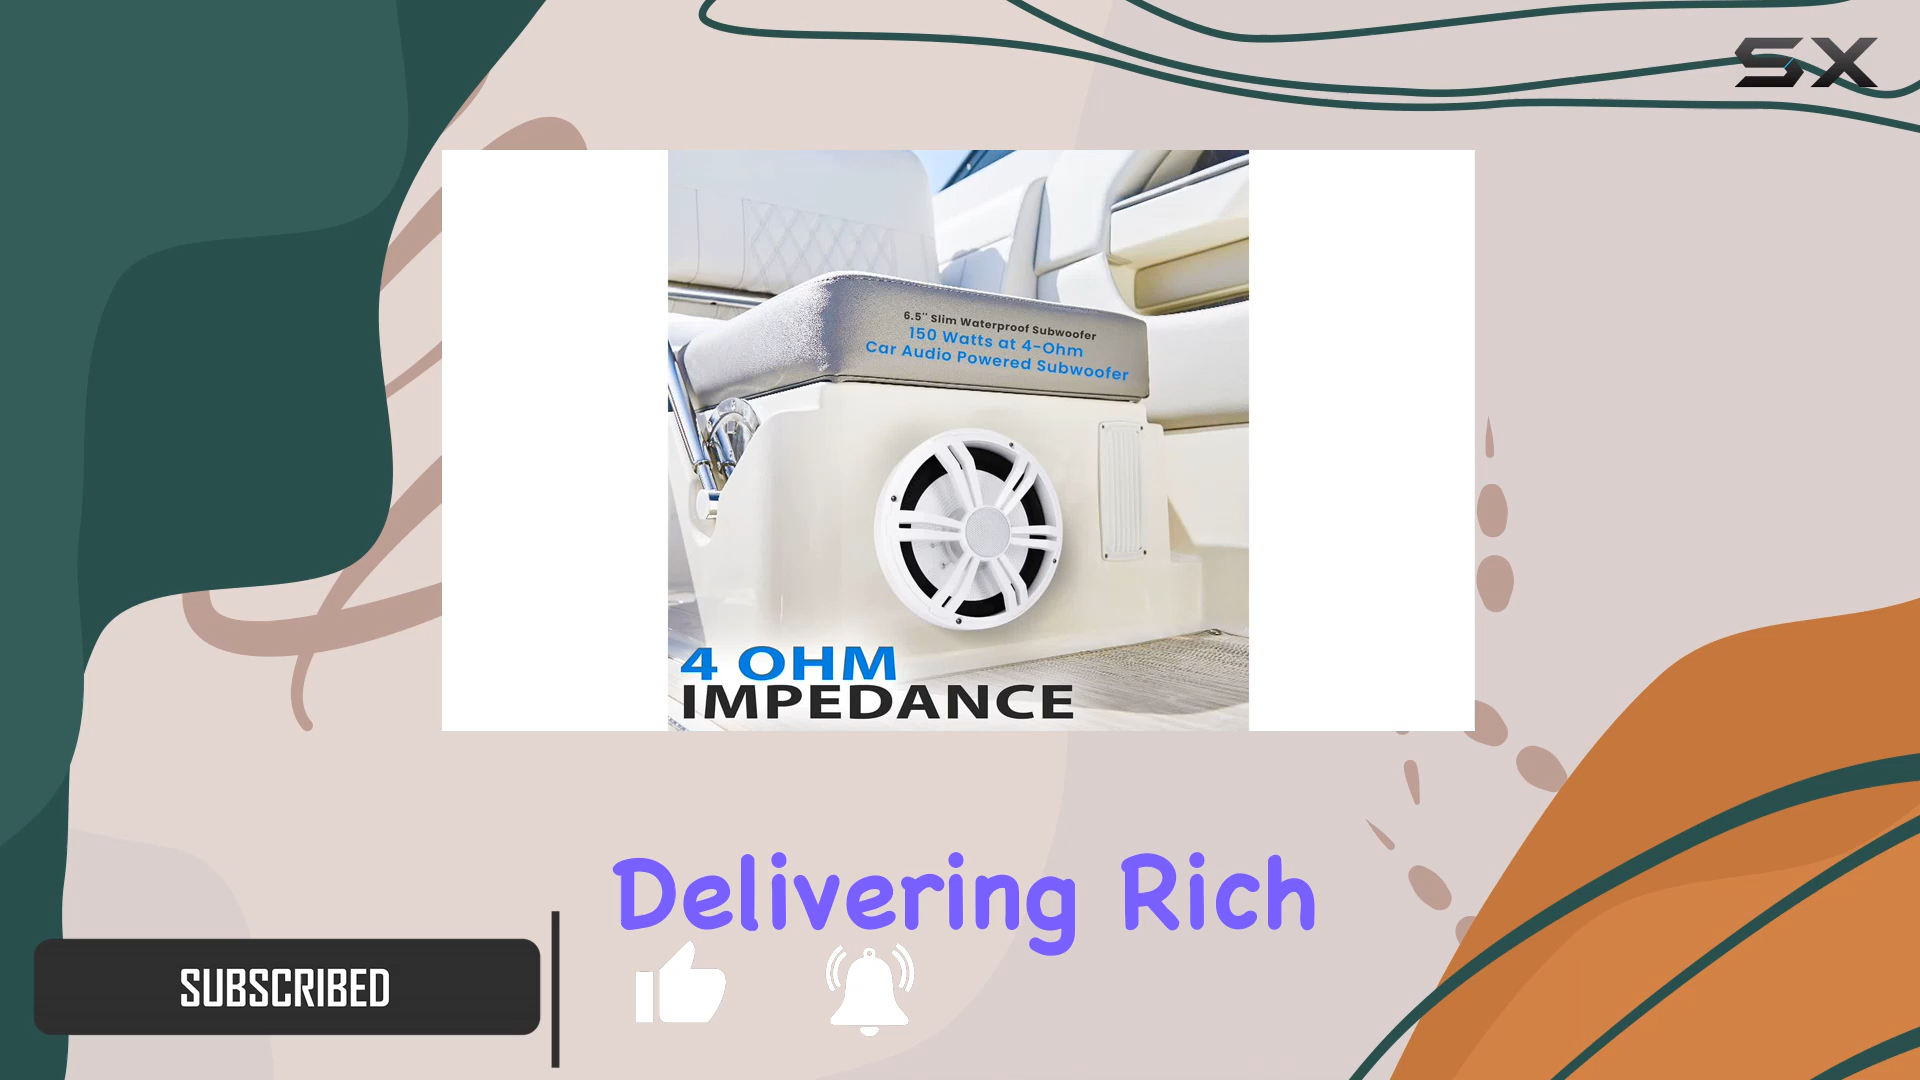 SX
6.5'' Slim Waterproof Subwoofer
150 Watts at 4-Ohm
Car Audio Powered Subwoofer
4 OHM
IMPEDANCE
Delivering Rich
SUBSCRIBED